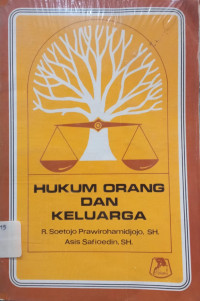 HUKUM ORANG
DAN
KELUARGA
R. Soetojo Prawirohamidjojo, SH.
Asis Safioedin, SH.